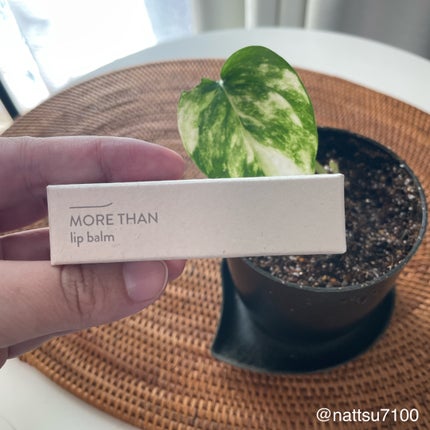 MORE THAN
lip balm
@nattsu7100